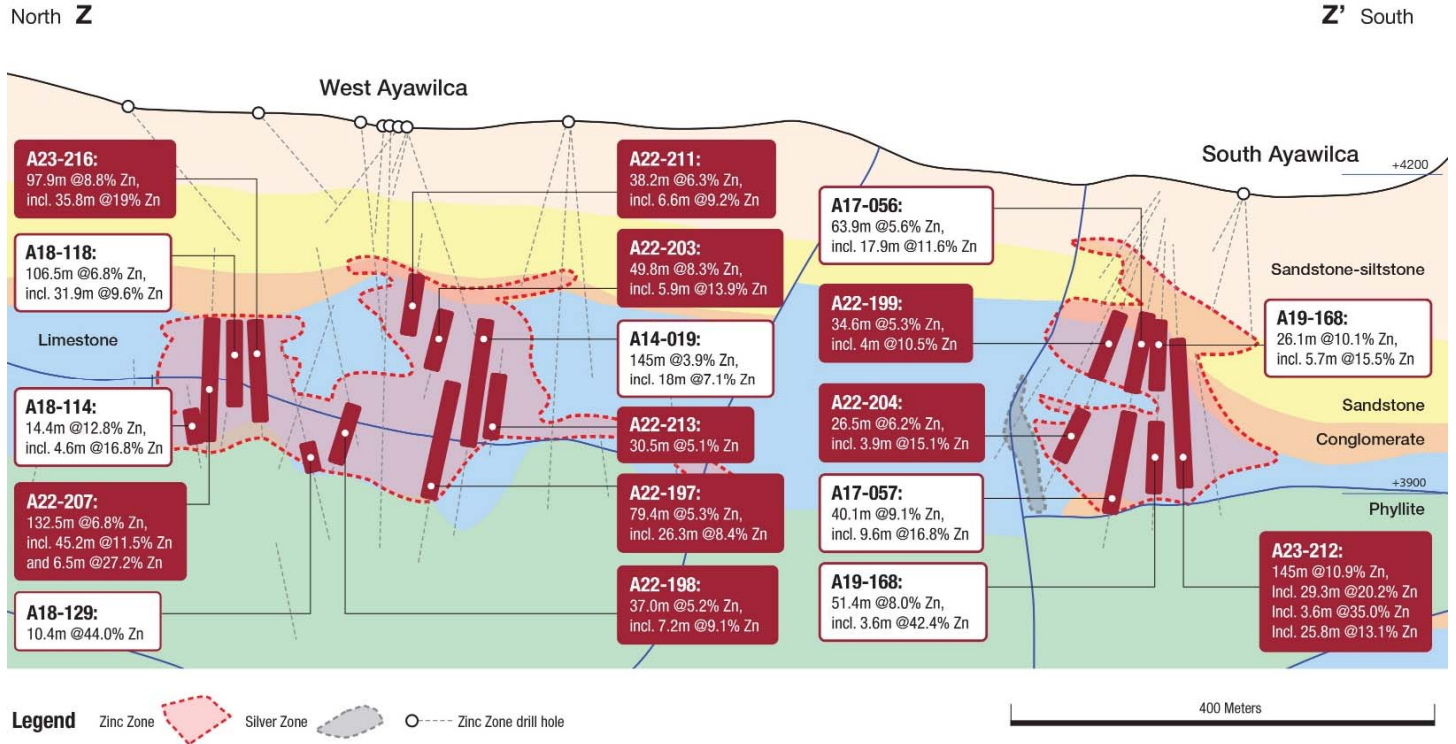 North Z
Z' South
West Ayawilca
South Ayawilca
+4200
A23-216:
97.9m @8.8% Zn,
incl. 35.8m @19% Zn
A18-118:
106.5m @6.8% Zn,
incl. 31.9m @9.6% Zn
Limestone
A18-114:
14.4m @12.8% Zn,
incl. 4.6m @16.8% Zn
A22-207:
132.5m @6.8% Zn,
incl. 45.2m @11.5% Zn
and 6.5m @27.2% Zn
A18-129:
10.4m @44.0% Zn
A22-211:
38.2m @6.3% Zn,
incl. 6.6m @9.2% Zn
A22-203:
49.8m @8.3% Zn,
incl. 5.9m @13.9% Zn
A14-019:
145m @3.9% Zn,
incl. 18m @7.1% Zn
A22-213:
30.5m @5.1% Zn
A22-197:
79.4m @5.3% Zn,
incl. 26.3m @8.4% Zn
A22-198:
37.0m @5.2% Zn,
incl. 7.2m @9.1% Zn
A17-056:
63.9m @5.6% Zn,
incl. 17.9m @11.6% Zn
A22-199:
34.6m @5.3% Zn,
incl. 4m @10.5% Zn
A22-204:
26.5m @6.2% Zn,
incl. 3.9m @15.1% Zn
A17-057:
40.1m @9.1% Zn,
incl. 9.6m @16.8% Zn
A19-168:
51.4m @8.0% Zn,
incl. 3.6m @42.4% Zn
Sandstone-siltstone
A19-168:
26.1m @10.1% Zn,
incl. 5.7m @15.5% Zn
Sandstone
Conglomerate
+3900
Phyllite
A23-212:
145m @10.9% Zn,
Incl. 29.3m @20.2% Zn
Incl. 3.6m @35.0% Zn
Incl. 25.8m @13.1% Zn
Legend
Zinc Zone
Silver Zone
Zinc Zone drill hole
400 Meters